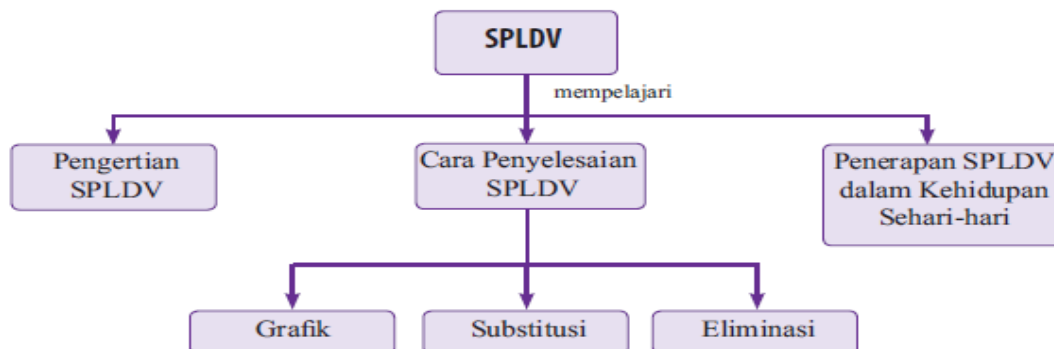 SPLDV
mempelajari
Pengertian
SPLDV
Cara Penyelesaian
SPLDV
Penerapan SPLDV
dalam Kehidupan
Sehari-hari
Grafik
Substitusi
Eliminasi